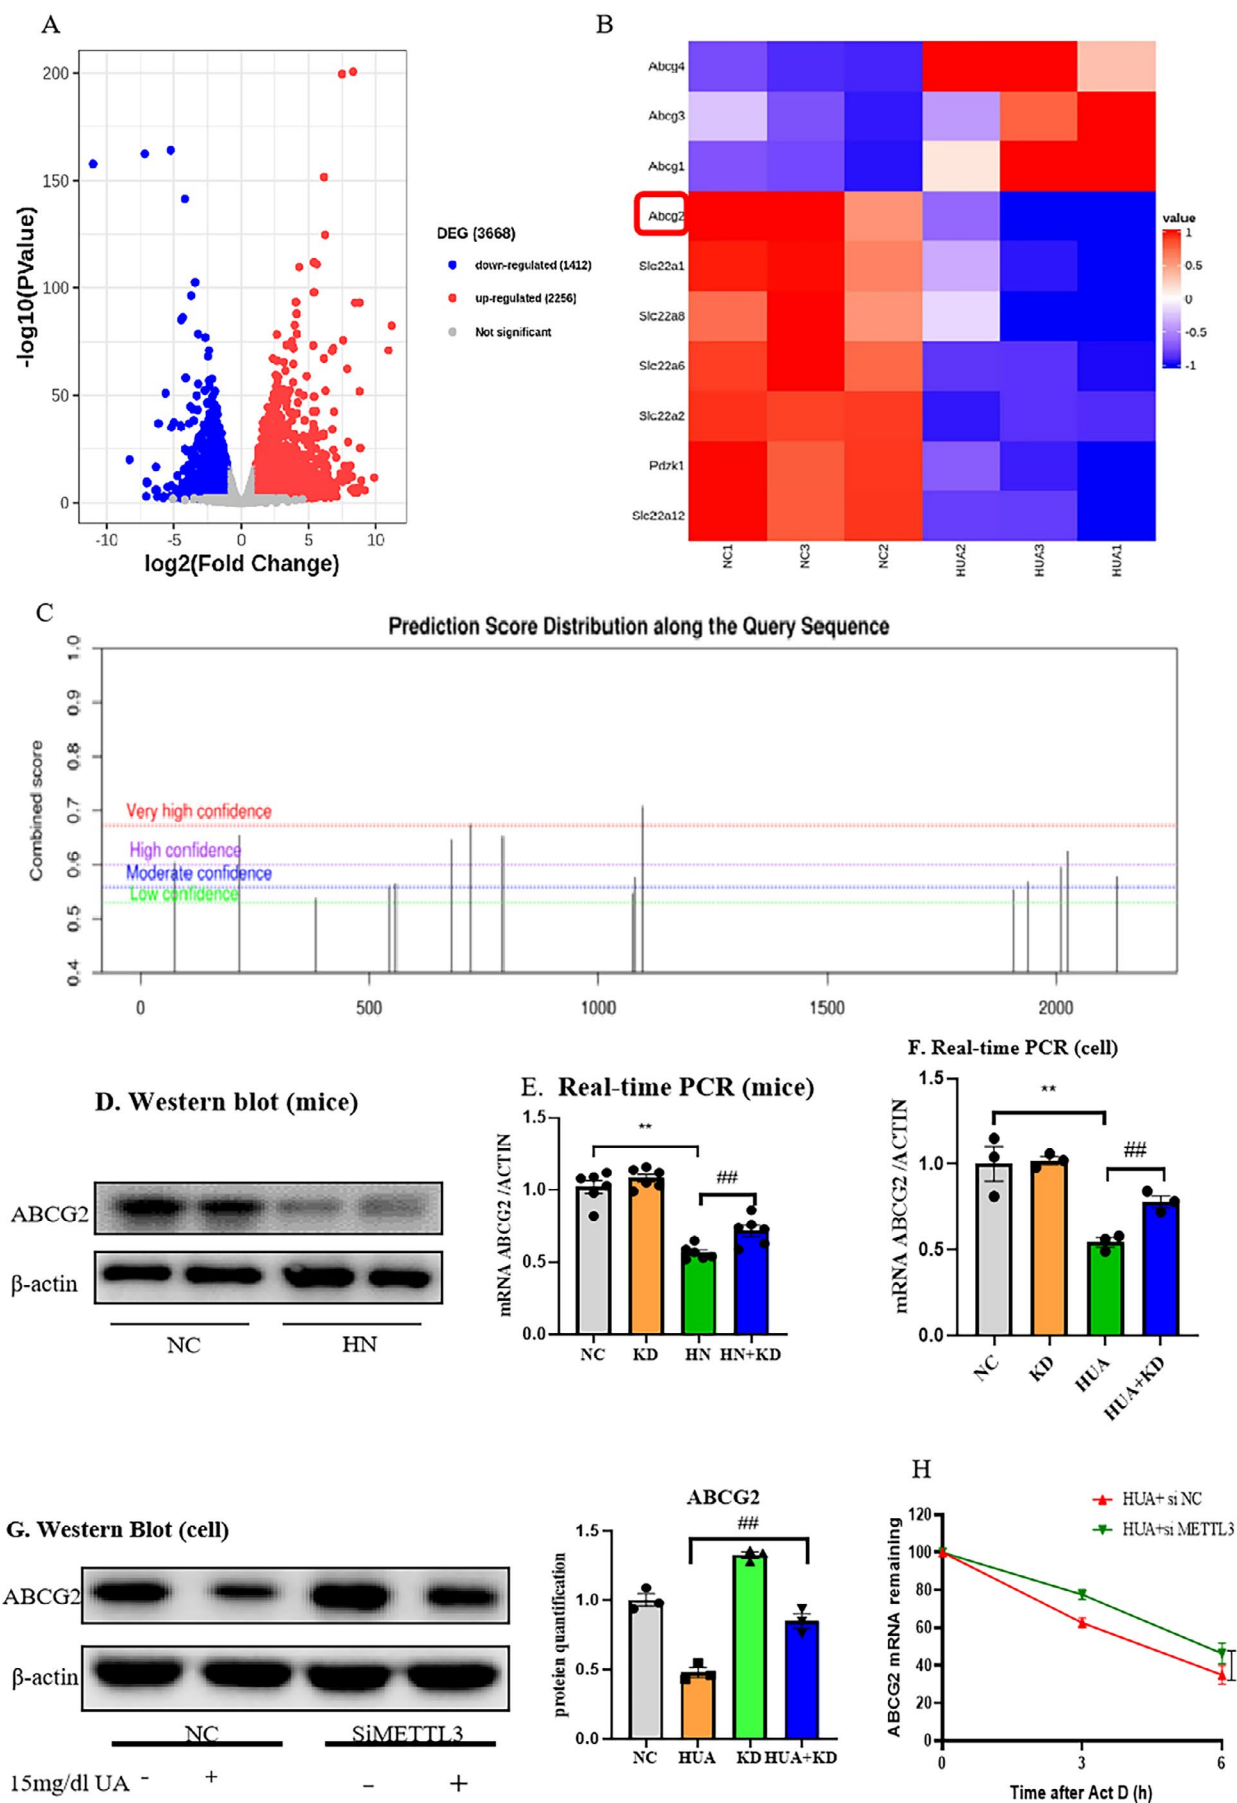 A
200
150
100
50
0
-10 -5 0 5 10
-log10(PValue)
log2(Fold Change)
DEG (3668)
down-regulated (1412)
up-regulated (2256)
Not significant
B
Abcg4
Abcg3
Abcg1
Abcg2
Slc22a1
Slc22a8
Slc22a6
Slc22a2
Pdzk1
Slc22a12
NC1 NC3 NC2 HUA2 HUA3 HUA1
value
1
0.5
0
-0.5
-1
C
Prediction Score Distribution along the Query Sequence
Combined score
1.0
0.9
0.8
0.7
0.6
0.5
0.4
Very high confidence
High confidence
Moderate confidence
Low confidence
0 500 1000 1500 2000
D. Western blot (mice)
ABCG2
β-actin
NC HN
E. Real-time PCR (mice)
mRNA ABCG2 /ACTIN
1.5
1.0
0.5
0.0
**
##
NC KD HN HN+KD
F. Real-time PCR (cell)
mRNA ABCG2 /ACTIN
1.5
1.0
0.5
0.0
**
##
NC KD HUA HUA+KD
G. Western Blot (cell)
ABCG2
β-actin
NC SiMETTL3
15mg/dl UA - + - +
ABCG2
proteien quantification
1.5
1.0
0.5
0.0
##
NC HUA KD HUA+KD
H
HUA+ si NC
HUA+si METTL3
ABCG2 mRNA remaining
120
100
80
60
40
20
0
0 3 6
Time after Act D (h)